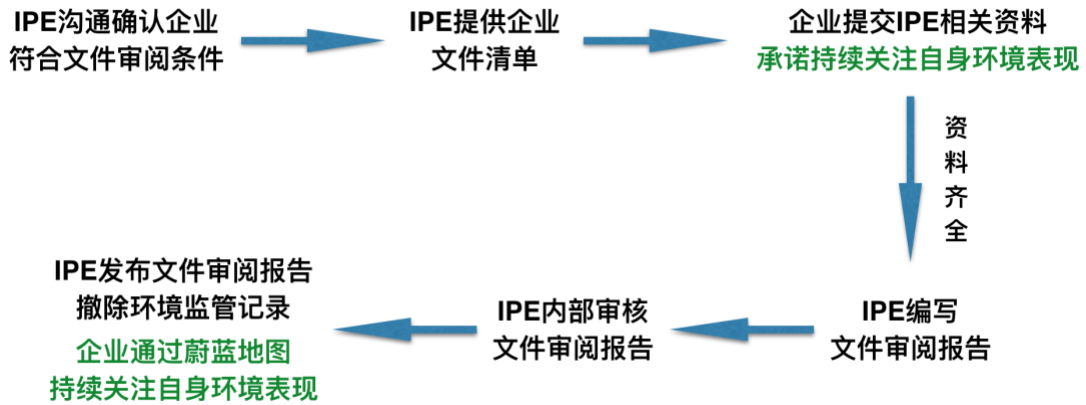 IPE沟通确认企业
符合文件审阅条件
IPE提供企业
文件清单
企业提交IPE相关资料
承诺持续关注自身环境表现
资
料
齐
全
IPE编写
文件审阅报告
IPE内部审核
文件审阅报告
IPE发布文件审阅报告
撤除环境监管记录
企业通过蔚蓝地图
持续关注自身环境表现